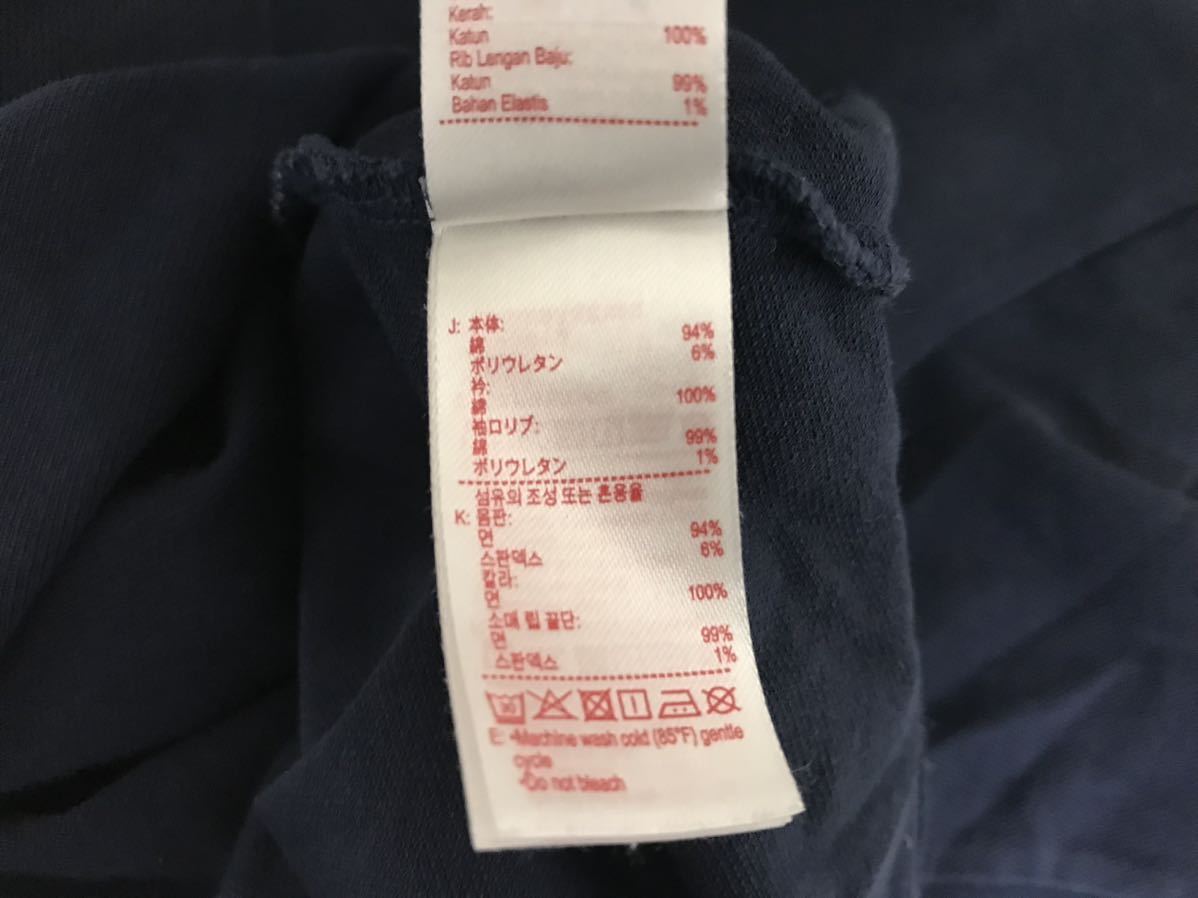 Kerah:
Katun 100%
Rib Lengan Baju:
Katun 99%
Bahan Elastis 1%
J: 本体:
綿 94%
ポリウレタン 6%
衿:
綿 100%
袖口リブ:
綿 99%
ポリウレタン 1%
섬유의 조성 또는 혼용율
K: 몸판:
면 94%
스판덱스 6%
칼라:
면 100%
소매 립 끝단:
면 99%
스판덱스 1%
E: •Machine wash cold (85°F) gentle
cycle
•Do not bleach